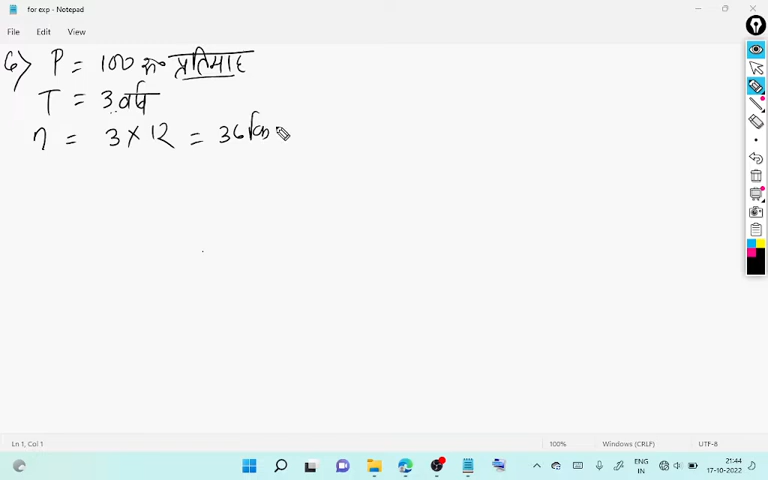 for exp - Notepad
File Edit View
6) P = 100 रू० प्रतिमाह
T = 3 वर्ष
n = 3 × 12 = 36
Ln 1, Col 1 100% Windows (CRLF) UTF-8
ENG IN 21:44 17-10-2022